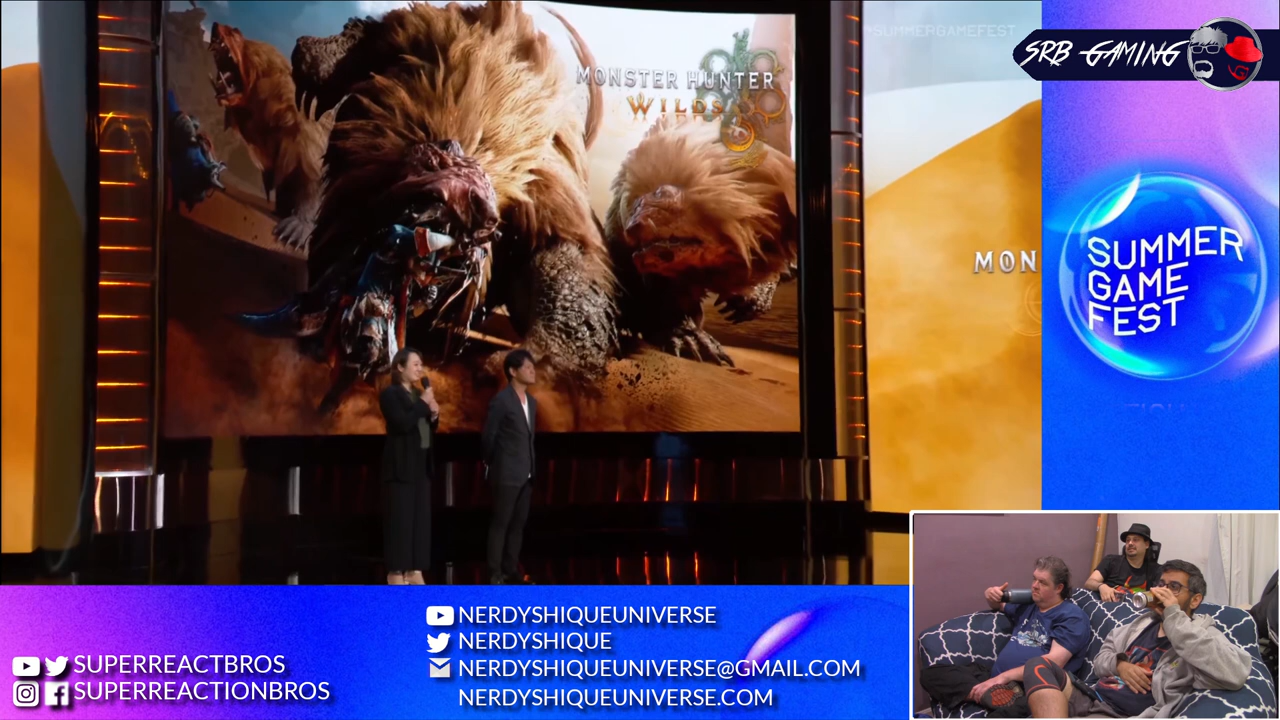 #SUMMERGAMEFEST
SRB GAMING
MONSTER HUNTER
WILDS
SUMMER
GAME
FEST
MON
NERDYSHIQUEUNIVERSE
NERDYSHIQUE
NERDYSHIQUEUNIVERSE@GMAIL.COM
NERDYSHIQUEUNIVERSE.COM
SUPERREACTBROS
SUPERREACTIONBROS